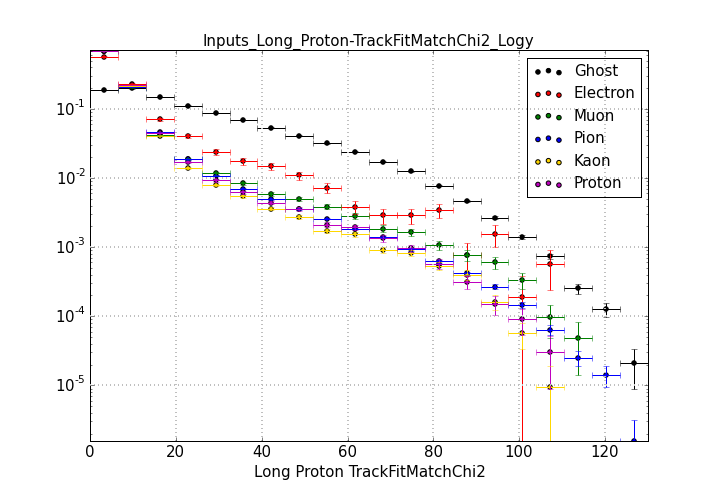 Inputs_Long_Proton-TrackFitMatchChi2_Logy
Ghost
Electron
Muon
Pion
Kaon
Proton
10^-1
10^-2
10^-3
10^-4
10^-5
0 20 40 60 80 100 120
Long Proton TrackFitMatchChi2